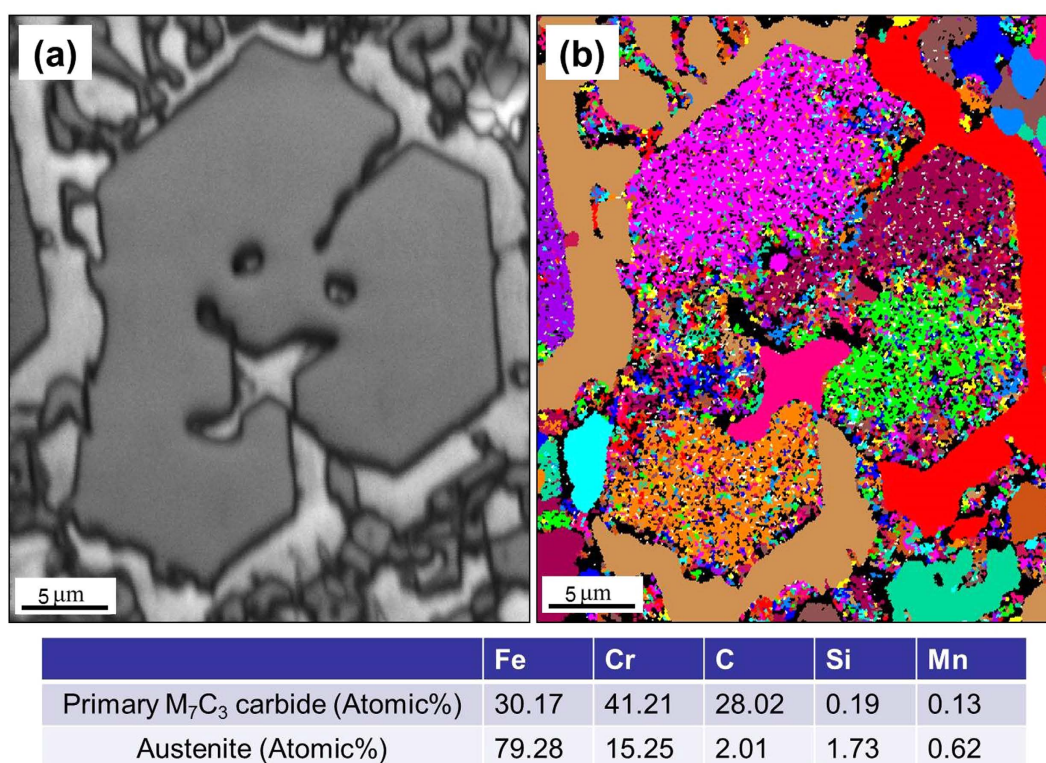 (a) (b)
5 μm 5 μm
Fe Cr C Si Mn
Primary M₇C₃ carbide (Atomic%) 30.17 41.21 28.02 0.19 0.13
Austenite (Atomic%) 79.28 15.25 2.01 1.73 0.62